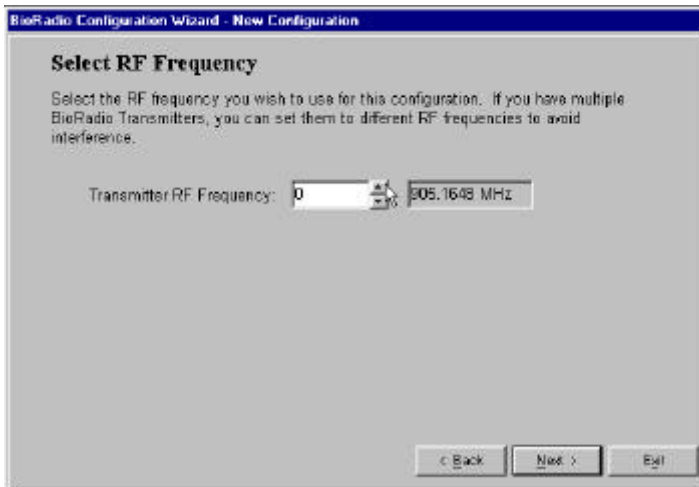 BioRadio Configuration Wizard - New Configuration
Select RF Frequency
Select the RF frequency you wish to use for this configuration. If you have multiple
BioRadio Transmitters, you can set them to different RF frequencies to avoid
interference.
Transmitter RF Frequency: 0 905.1648 MHz
< Back Next > Exit